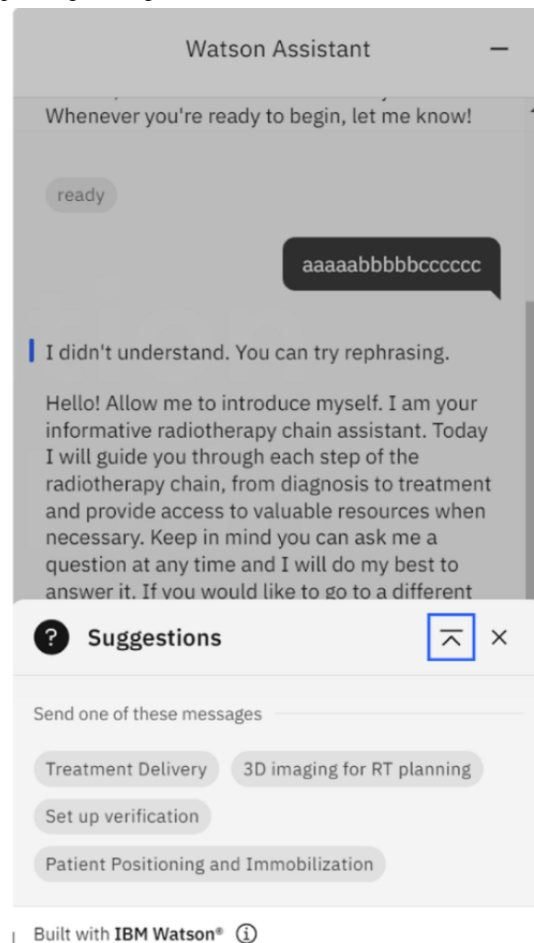 Watson Assistant
Whenever you're ready to begin, let me know!
ready
aaaaabbbbbcccccc
I didn't understand. You can try rephrasing.
Hello! Allow me to introduce myself. I am your
informative radiotherapy chain assistant. Today
I will guide you through each step of the
radiotherapy chain, from diagnosis to treatment
and provide access to valuable resources when
necessary. Keep in mind you can ask me a
question at any time and I will do my best to
answer it. If you would like to go to a different
? Suggestions
Send one of these messages
Treatment Delivery 3D imaging for RT planning
Set up verification
Patient Positioning and Immobilization
Built with IBM Watson®